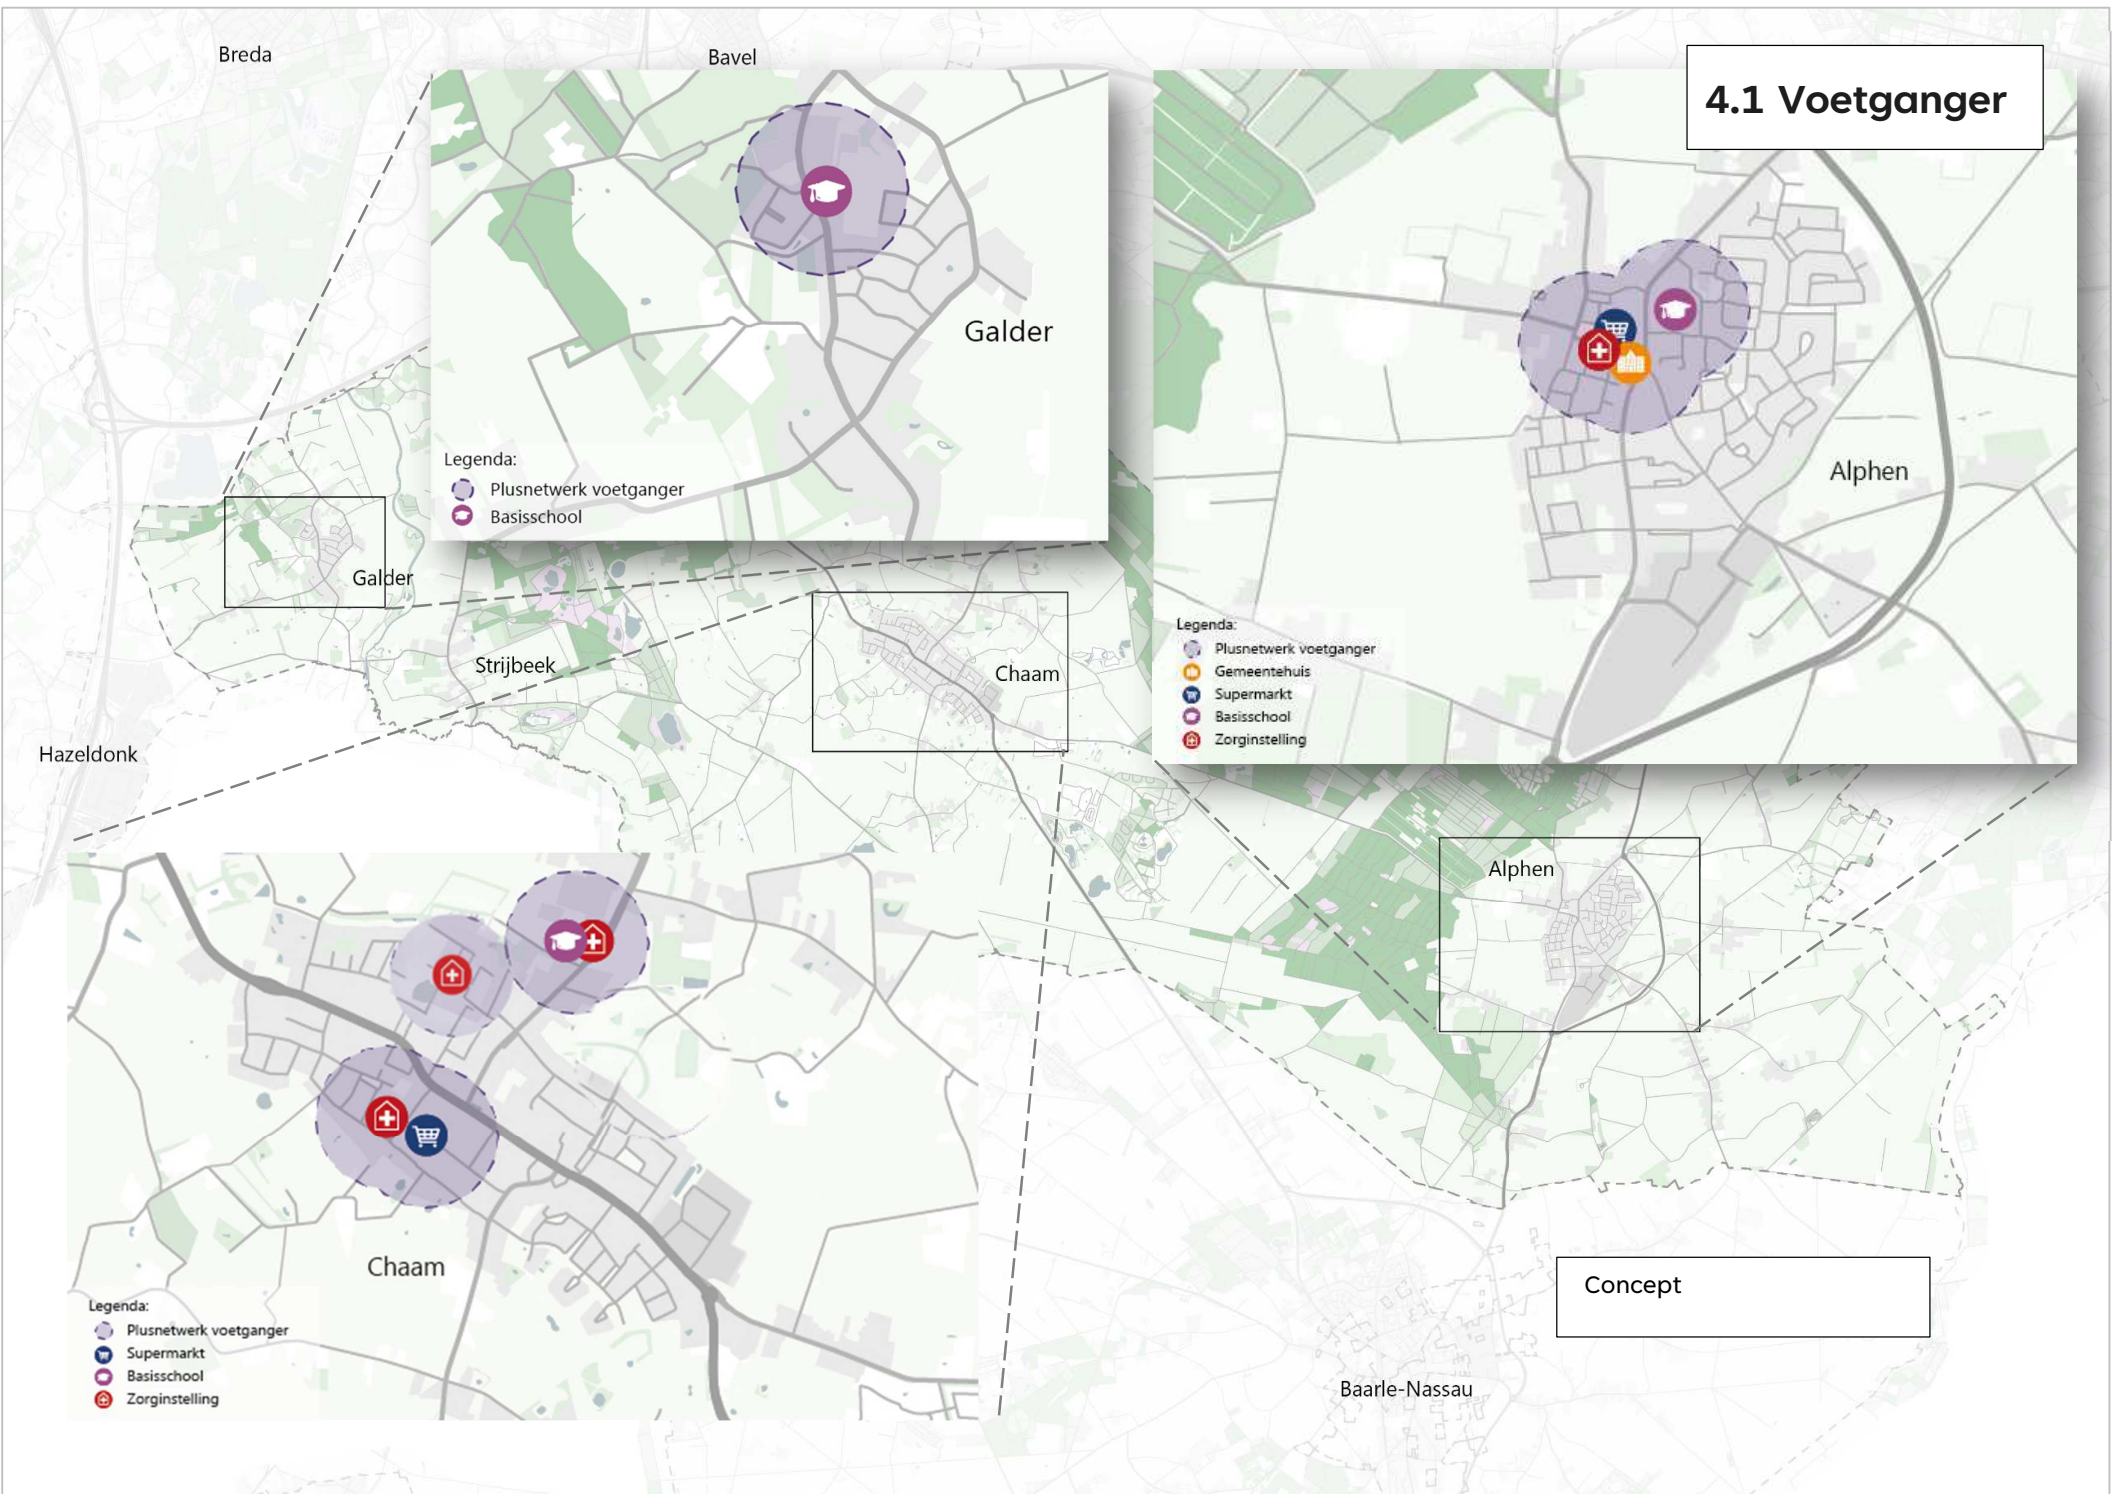 Breda
Bavel
4.1 Voetganger
Galder
Legenda:
Plusnetwerk voetganger
Basisschool
Alphen
Legenda:
Plusnetwerk voetganger
Gemeentehuis
Supermarkt
Basisschool
Zorginstelling
Galder
Strijbeek
Chaam
Hazeldonk
Alphen
Chaam
Legenda:
Plusnetwerk voetganger
Supermarkt
Basisschool
Zorginstelling
Concept
Baarle-Nassau